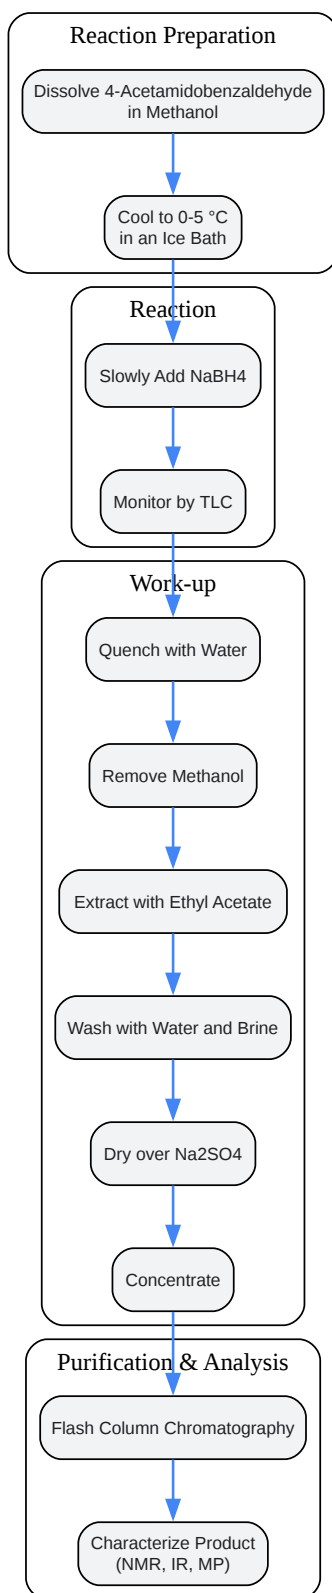 Reaction Preparation
Dissolve 4-Acetamidobenzaldehyde
in Methanol
Cool to 0-5 °C
in an Ice Bath
Reaction
Slowly Add NaBH4
Monitor by TLC
Work-up
Quench with Water
Remove Methanol
Extract with Ethyl Acetate
Wash with Water and Brine
Dry over Na2SO4
Concentrate
Purification & Analysis
Flash Column Chromatography
Characterize Product
(NMR, IR, MP)